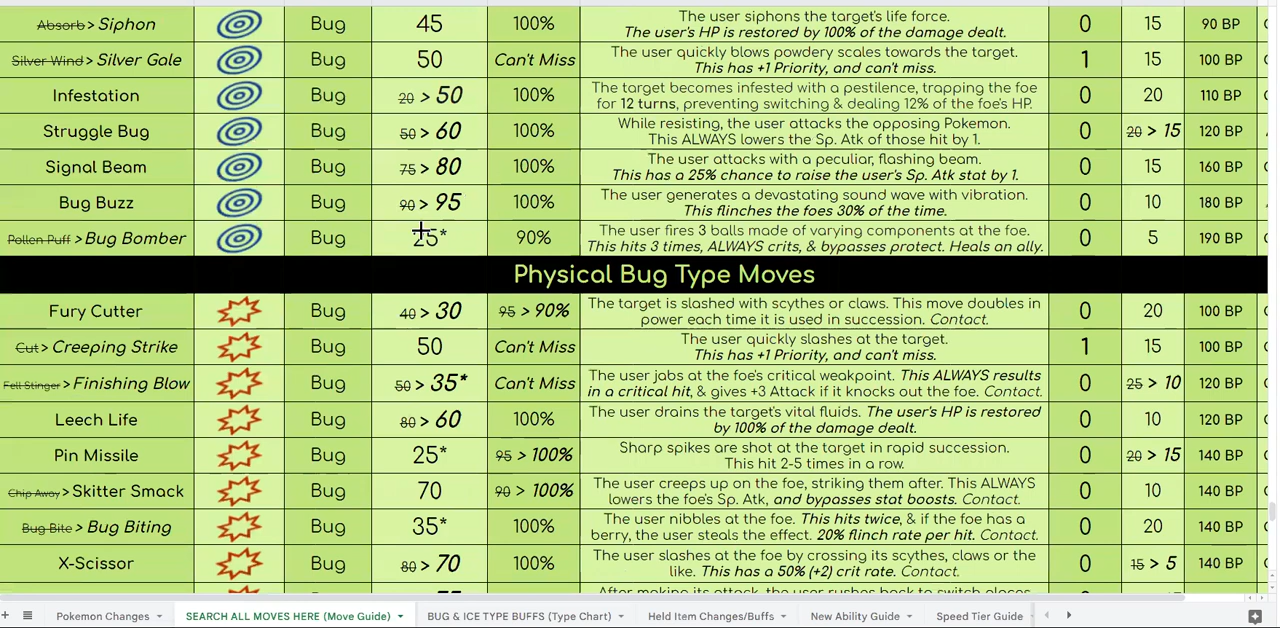 Absorb > Siphon Bug 45 100% The user siphons the target's life force. 0 15 90 BP
The user's HP is restored by 100% of the damage dealt.
Silver Wind > Silver Gale Bug 50 Can't Miss The user quickly blows powdery scales towards the target. 1 15 100 BP
This has +1 Priority, and can't miss.
Infestation Bug 20 > 50 100% The target becomes infested with a pestilence, trapping the foe 0 20 110 BP
for 12 turns, preventing switching & dealing 12% of the foe's HP.
Struggle Bug Bug 50 > 60 100% While resisting, the user attacks the opposing Pokemon. 0 20 > 15 120 BP
This ALWAYS lowers the Sp. Atk of those hit by 1.
Signal Beam Bug 75 > 80 100% The user attacks with a peculiar, flashing beam. 0 15 160 BP
This has a 25% chance to raise the user's Sp. Atk stat by 1.
Bug Buzz Bug 90 > 95 100% The user generates a devastating sound wave with vibration. 0 10 180 BP
This flinches the foes 30% of the time.
Pollen Puff > Bug Bomber Bug 25* 90% The user fires 3 balls made of varying components at the foe. 0 5 190 BP
This hits 3 times, ALWAYS crits, & bypasses protect. Heals an ally.
Physical Bug Type Moves
Fury Cutter Bug 40 > 30 95 > 90% The target is slashed with scythes or claws. This move doubles in 0 20 100 BP
power each time it is used in succession. Contact.
Cut > Creeping Strike Bug 50 Can't Miss The user quickly slashes at the target. 1 15 100 BP
This has +1 Priority, and can't miss.
Fell Stinger > Finishing Blow Bug 50 > 35* Can't Miss The user jabs at the foe's critical weakpoint. This ALWAYS results 0 25 > 10 120 BP
in a critical hit, & gives +3 Attack if it knocks out the foe. Contact.
Leech Life Bug 80 > 60 100% The user drains the target's vital fluids. The user's HP is restored 0 10 120 BP
by 100% of the damage dealt.
Pin Missile Bug 25* 95 > 100% Sharp spikes are shot at the target in rapid succession. 0 20 > 15 140 BP
This hit 2-5 times in a row.
Chip Away > Skitter Smack Bug 70 90 > 100% The user creeps up on the foe, striking them after. This ALWAYS 0 10 140 BP
lowers the foe's Sp. Atk, and bypasses stat boosts. Contact.
Bug Bite > Bug Biting Bug 35* 100% The user nibbles at the foe. This hits twice, & if the foe has a 0 20 140 BP
berry, the user steals the effect. 20% flinch rate per hit. Contact.
X-Scissor Bug 80 > 70 100% The user slashes at the foe by crossing its scythes, claws or the 0 15 > 5 140 BP
like. This has a 50% (+2) crit rate. Contact.
After making its attack, the user rushes back to switch places
Pokemon Changes SEARCH ALL MOVES HERE (Move Guide) BUG & ICE TYPE BUFFS (Type Chart) Held Item Changes/Buffs New Ability Guide Speed Tier Guide